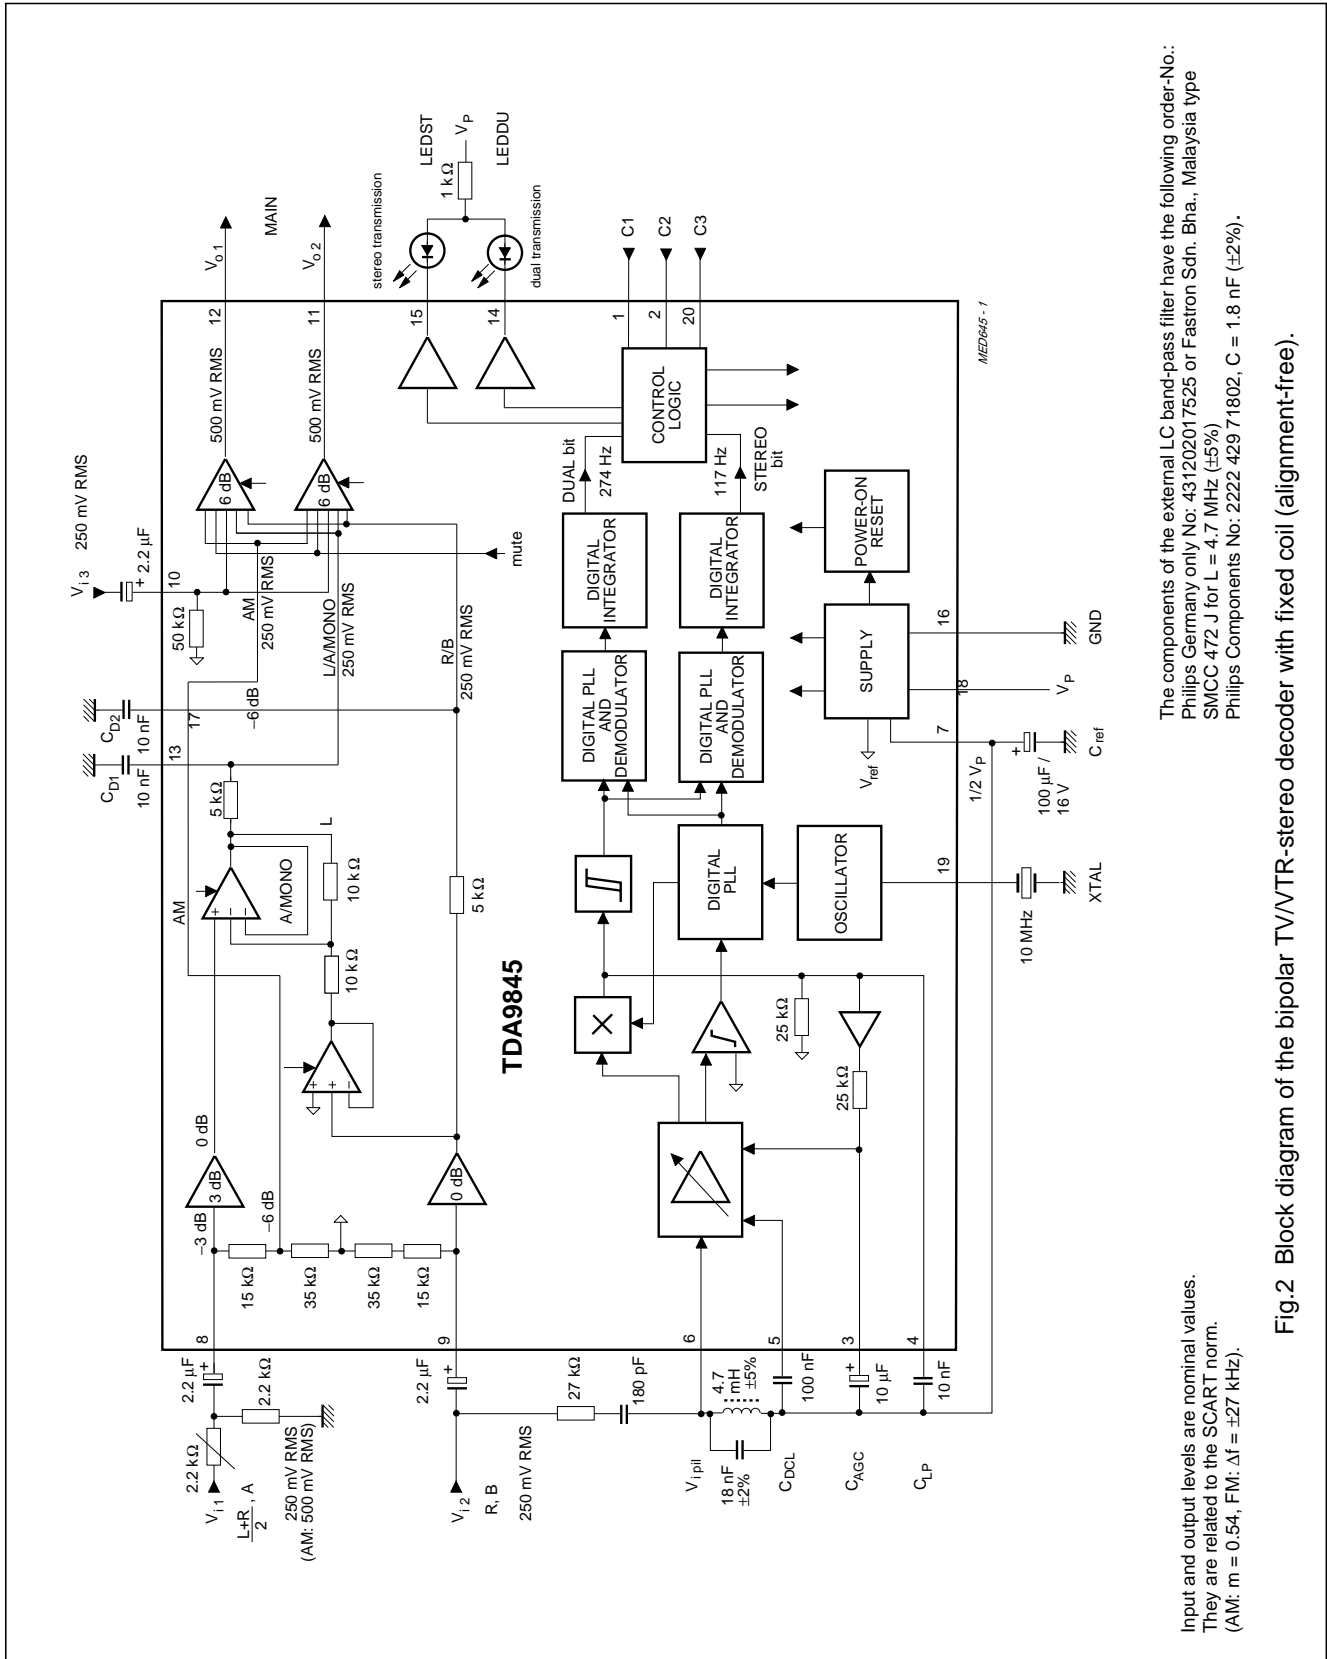 V i 3
250 mV RMS
+
2.2 μF
10
50 kΩ
CD2
10 nF
17
CD1
10 nF
13
AM
250 mV RMS
−6 dB
L/A/MONO
250 mV RMS
R/B
250 mV RMS
mute
6 dB
6 dB
500 mV RMS
500 mV RMS
12
11
Vo 1
Vo 2
MAIN
stereo transmission
LEDST
1 kΩ
VP
LEDDU
dual transmission
15
14
C1
C2
C3
1
2
20
CONTROL
LOGIC
DUAL bit
274 Hz
117 Hz
STEREO
bit
DIGITAL
INTEGRATOR
DIGITAL
INTEGRATOR
DIGITAL PLL
AND
DEMODULATOR
DIGITAL PLL
AND
DEMODULATOR
POWER-ON
RESET
SUPPLY
Vref
16
GND
18
VP
7
1/2 VP
+
100 μF /
16 V
Cref
DIGITAL
PLL
OSCILLATOR
19
10 MHz
XTAL
AM
5 kΩ
L
A/MONO
+
−
−
10 kΩ
10 kΩ
+
+
−
5 kΩ
TDA9845
×
25 kΩ
25 kΩ
0 dB
3 dB
−3 dB
−6 dB
0 dB
15 kΩ
35 kΩ
35 kΩ
15 kΩ
8
9
6
5
3
4
2.2 μF
+
2.2 kΩ
2.2 kΩ
V i 1
L+R
2
, A
250 mV RMS
(AM: 500 mV RMS)
2.2 μF
+
V i 2
R, B
250 mV RMS
27 kΩ
180 pF
V i pil
4.7
mH
±5%
18 nF
±2%
CDCL
100 nF
CAGC
+
10 μF
CLP
10 nF
MED645 - 1
The components of the external LC band-pass filter have the following order-No.:
Philips Germany only No: 431202017525 or Fastron Sdn. Bha., Malaysia type
SMCC 472 J for L = 4.7 MHz (±5%)
Philips Components No: 2222 429 71802, C = 1.8 nF (±2%).
Input and output levels are nominal values.
They are related to the SCART norm.
(AM: m = 0.54, FM: Δf = ±27 kHz).
Fig.2 Block diagram of the bipolar TV/VTR-stereo decoder with fixed coil (alignment-free).